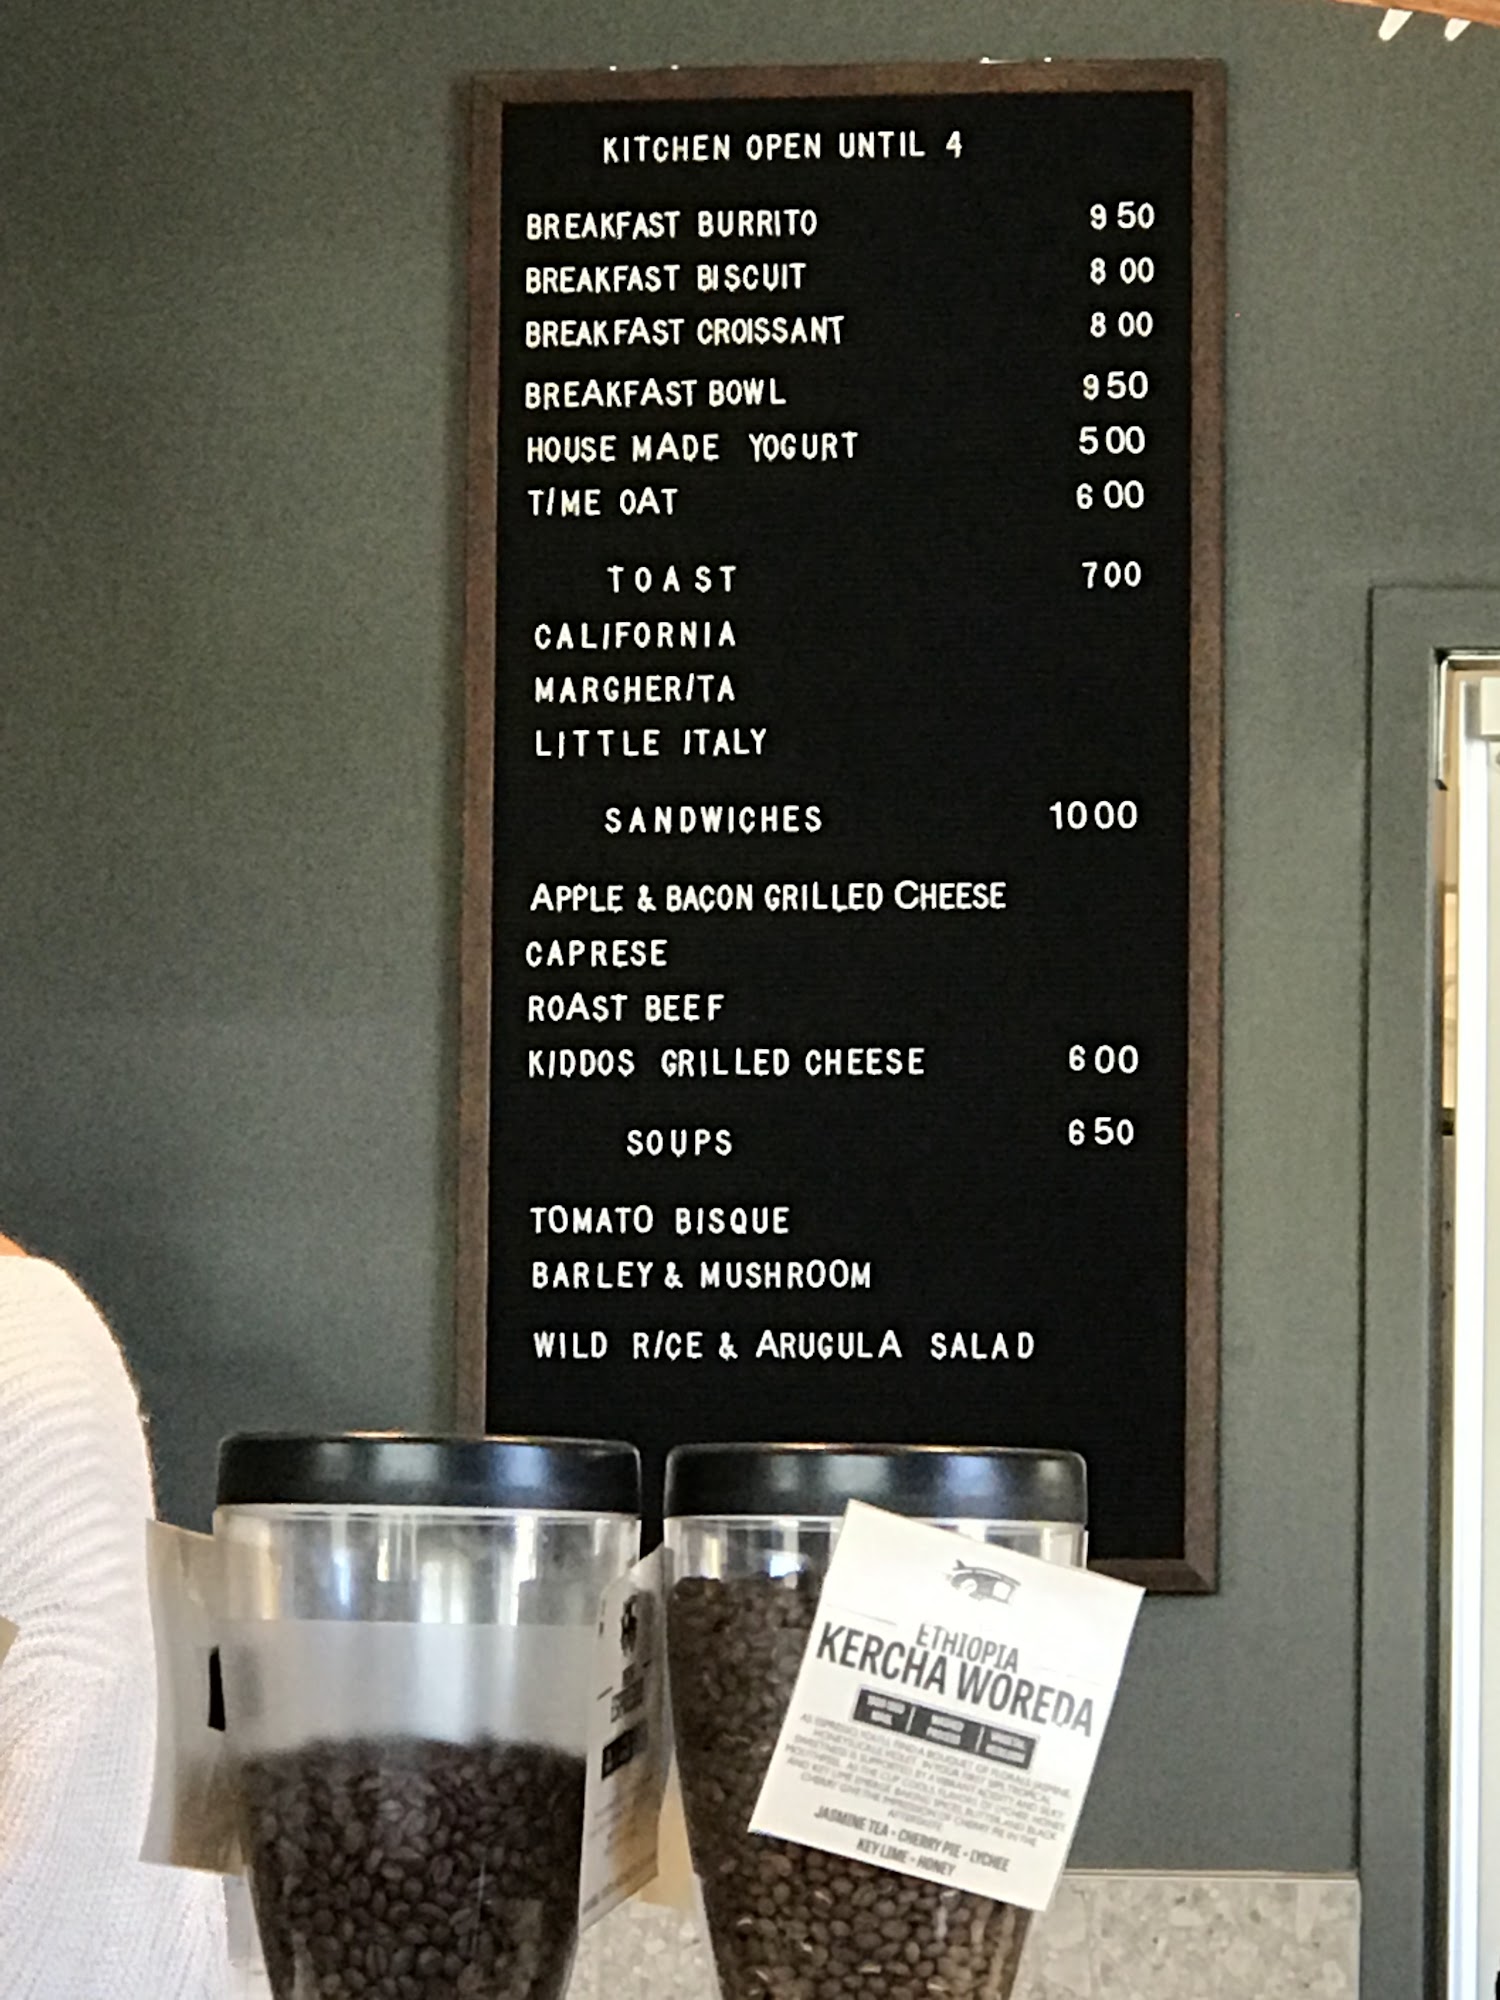 KITCHEN OPEN UNTIL 4
BREAKFAST BURRITO 9 50
BREAKFAST BISCUIT 8 00
BREAKFAST CROISSANT 8 00
BREAKFAST BOWL 9 50
HOUSE MADE YOGURT 5 00
TIME OAT 6 00
TOAST 7 00
CALIFORNIA
MARGHERITA
LITTLE ITALY
SANDWICHES 10 00
APPLE & BACON GRILLED CHEESE
CAPRESE
ROAST BEEF
KIDDOS GRILLED CHEESE 6 00
SOUPS 6 50
TOMATO BISQUE
BARLEY & MUSHROOM
WILD RICE & ARUGULA SALAD
ETHIOPIA
KERCHA WOREDA
JASMINE TEA - CHERRY PIE - LYCHEE
KEY LIME - HONEY